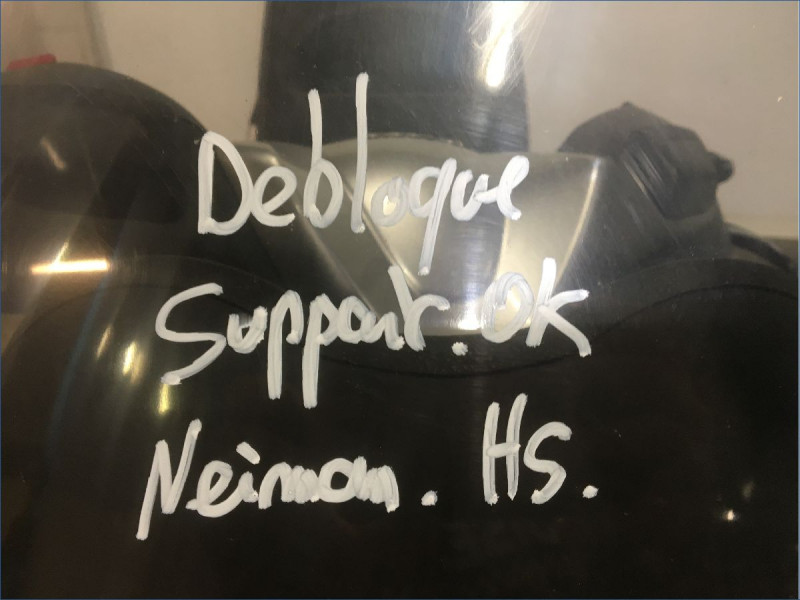 Debloque
Support. OK
Neiman. HS.